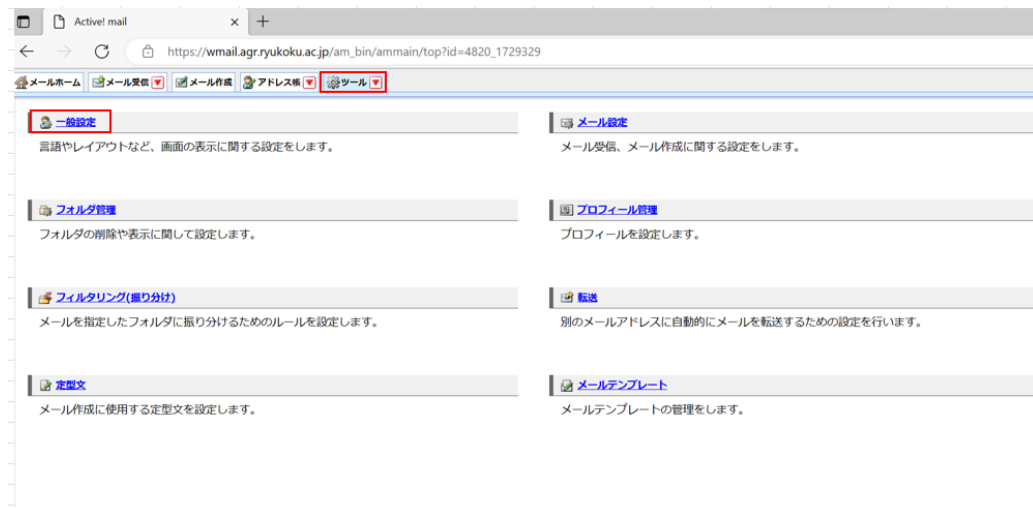 Active! mail
https://wmail.agr.ryukoku.ac.jp/am_bin/ammain/top?id=4820_1729329
メールホーム メール受信 メール作成 アドレス帳 ツール
一般設定
言語やレイアウトなど、画面の表示に関する設定をします。
メール設定
メール受信、メール作成に関する設定をします。
フォルダ管理
フォルダの削除や表示に関して設定します。
プロフィール管理
プロフィールを設定します。
フィルタリング(振り分け)
メールを指定したフォルダに振り分けるためのルールを設定します。
転送
別のメールアドレスに自動的にメールを転送するための設定を行います。
定型文
メール作成に使用する定型文を設定します。
メールテンプレート
メールテンプレートの管理をします。